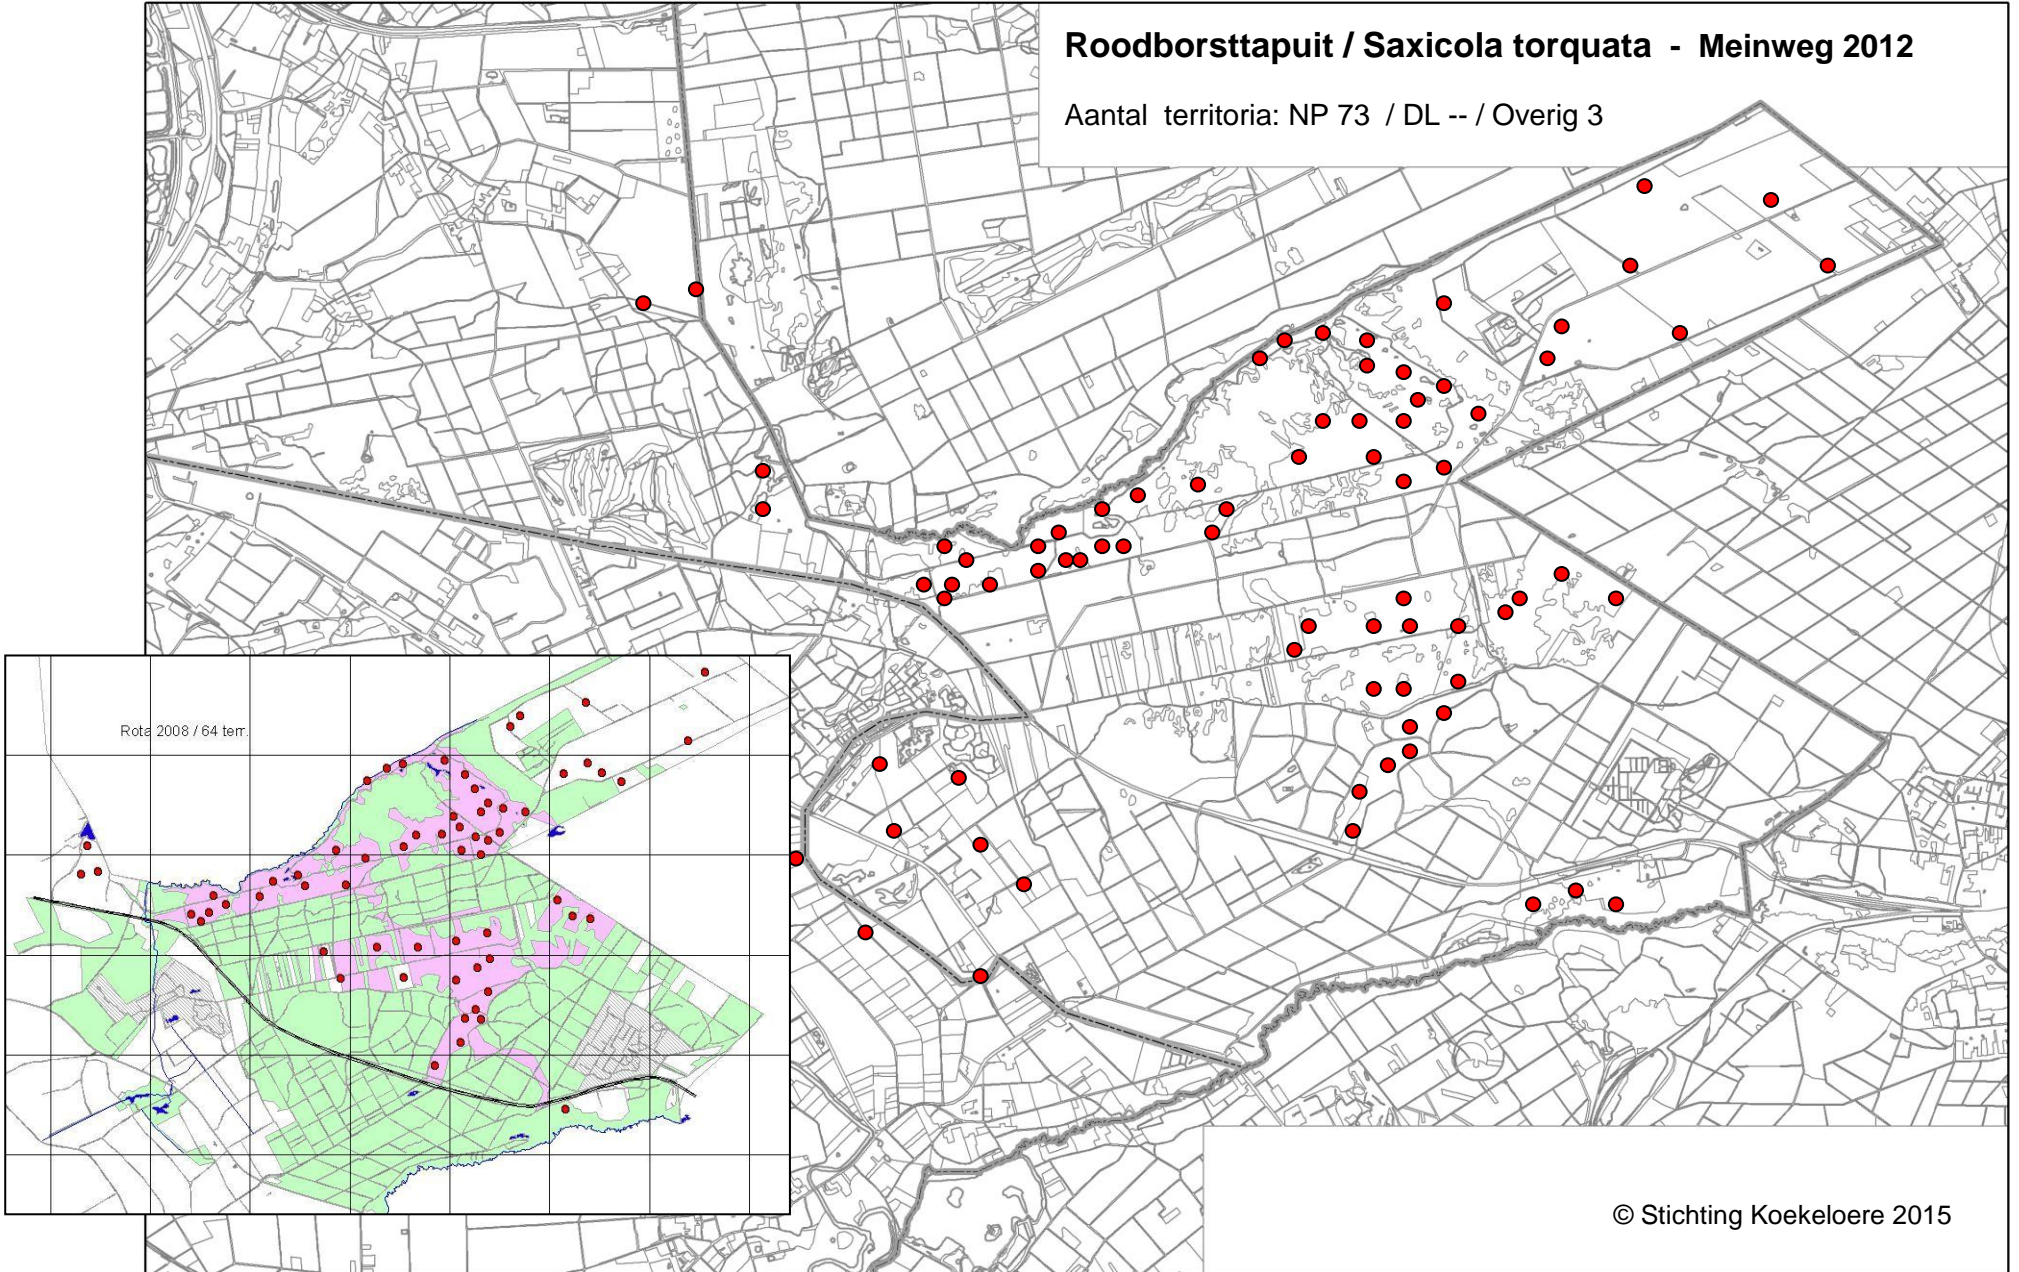 Roodborsttapuit / Saxicola torquata - Meinweg 2012
Aantal territoria: NP 73 / DL -- / Overig 3
Rota 2008 / 64 terr.
© Stichting Koekeloere 2015